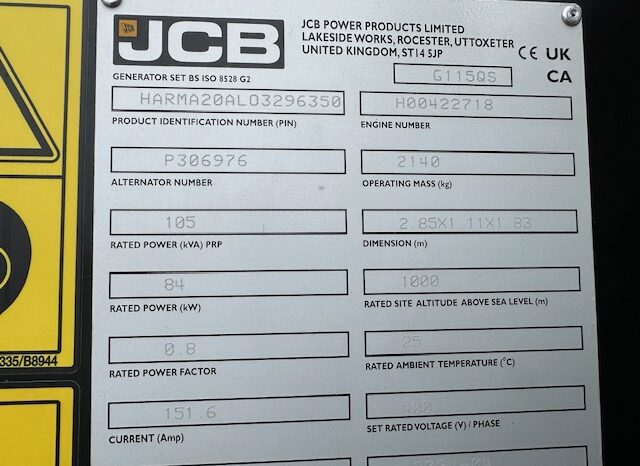 JCB
JCB POWER PRODUCTS LIMITED
LAKESIDE WORKS, ROCESTER, UTTOXETER
UNITED KINGDOM, ST14 5JP
CE UK
CA
GENERATOR SET BS ISO 8528 G2
G115QS
HARMA20AL03296350
PRODUCT IDENTIFICATION NUMBER (PIN)
H00422718
ENGINE NUMBER
P306976
ALTERNATOR NUMBER
2140
OPERATING MASS (kg)
105
RATED POWER (kVA) PRP
2.85X1.11X1.83
DIMENSION (m)
84
RATED POWER (kW)
1000
RATED SITE ALTITUDE ABOVE SEA LEVEL (m)
0.8
RATED POWER FACTOR
25
RATED AMBIENT TEMPERATURE (°C)
151.6
CURRENT (Amp)
400
SET RATED VOLTAGE (V) / PHASE
335/B8944